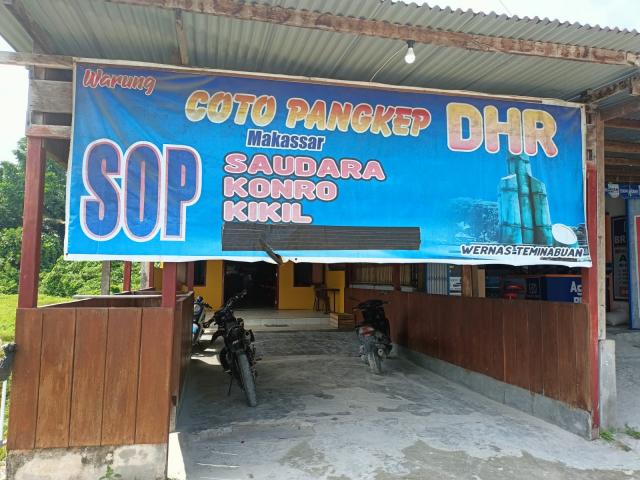 Warung
COTO PANGKEP DHR
Makassar
SOP
SAUDARA
KONRO
KIKIL
WERNAS-TEMINABUAN